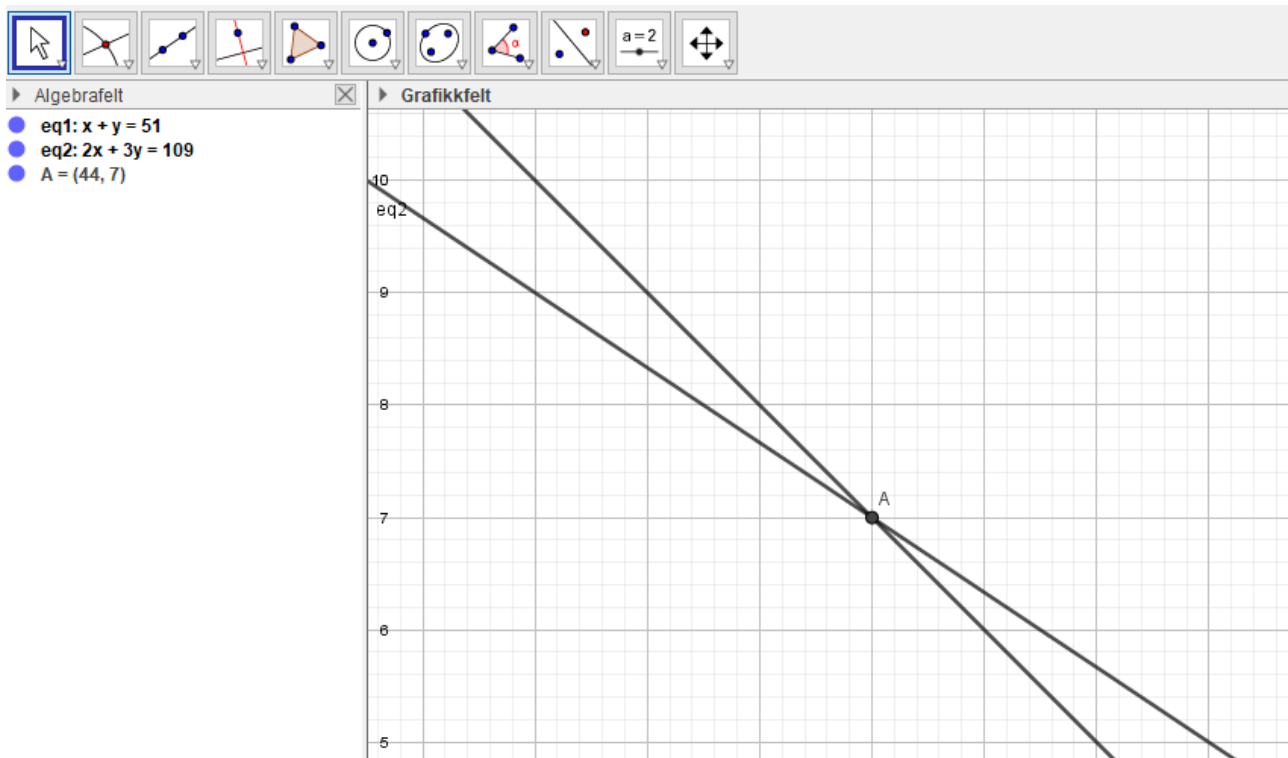 α
a = 2
Algebrafelt
Grafikkfelt
eq1: x + y = 51
eq2: 2x + 3y = 109
A = (44, 7)
10
eq2
9
8
A
7
6
5